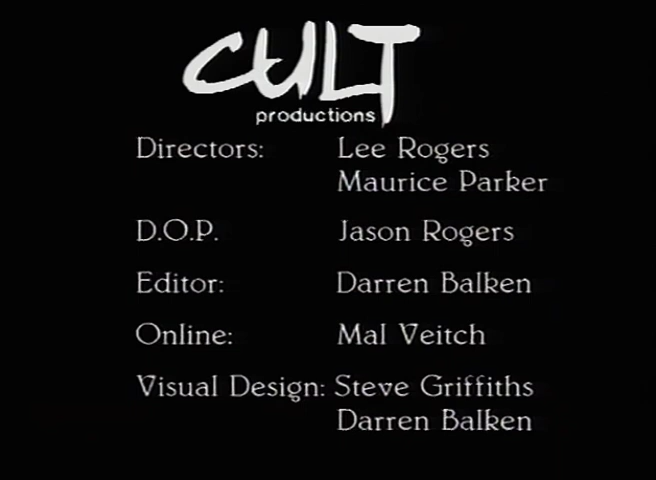 CULT
productions
Directors: Lee Rogers
Maurice Parker
D.O.P. Jason Rogers
Editor: Darren Balken
Online: Mal Veitch
Visual Design: Steve Griffiths
Darren Balken